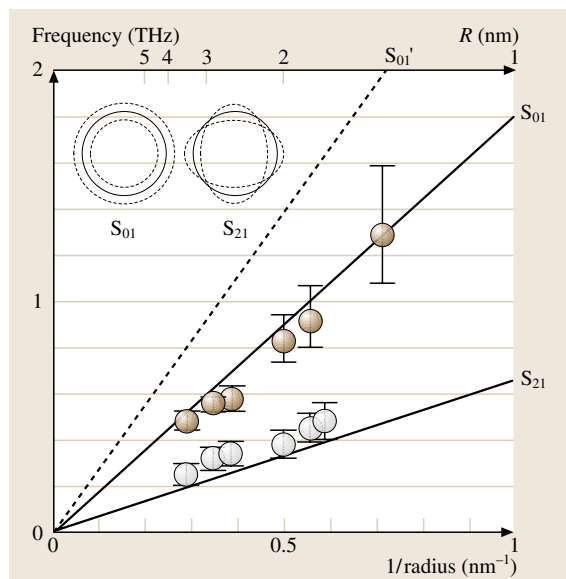 Frequency (THz) R (nm)
5 4 3 2 S01' 1
2
S01
S01 S21
1
S21
0
0 0.5 1
1/radius (nm–1)